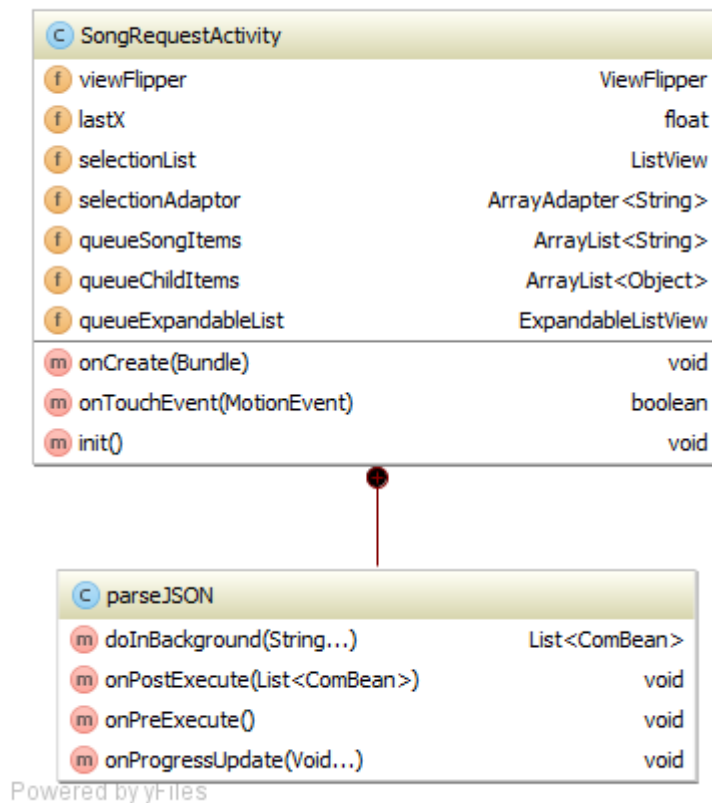 C SongRequestActivity
f viewFlipper ViewFlipper
f lastX float
f selectionList ListView
f selectionAdaptor ArrayAdapter<String>
f queueSongItems ArrayList<String>
f queueChildItems ArrayList<Object>
f queueExpandableList ExpandableListView
m onCreate(Bundle) void
m onTouchEvent(MotionEvent) boolean
m init() void
C parseJSON
m doInBackground(String...) List<ComBean>
m onPostExecute(List<ComBean>) void
m onPreExecute() void
m onProgressUpdate(Void...) void
Powered by yFiles